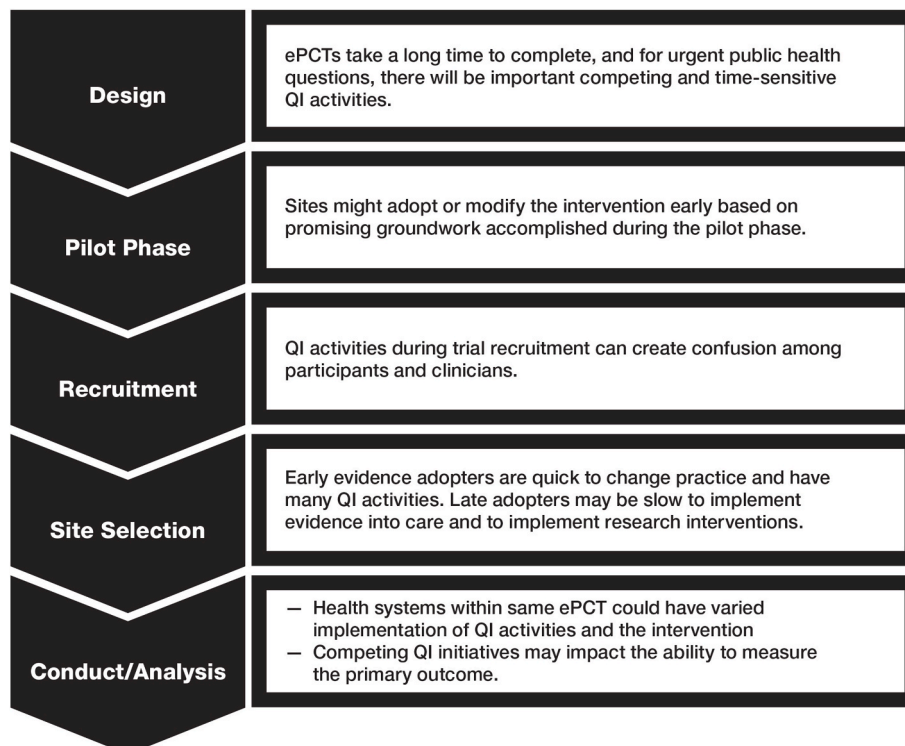 Design
ePCTs take a long time to complete, and for urgent public health
questions, there will be important competing and time-sensitive
QI activities.
Pilot Phase
Sites might adopt or modify the intervention early based on
promising groundwork accomplished during the pilot phase.
Recruitment
QI activities during trial recruitment can create confusion among
participants and clinicians.
Site Selection
Early evidence adopters are quick to change practice and have
many QI activities. Late adopters may be slow to implement
evidence into care and to implement research interventions.
Conduct/Analysis
— Health systems within same ePCT could have varied
implementation of QI activities and the intervention
— Competing QI initiatives may impact the ability to measure
the primary outcome.